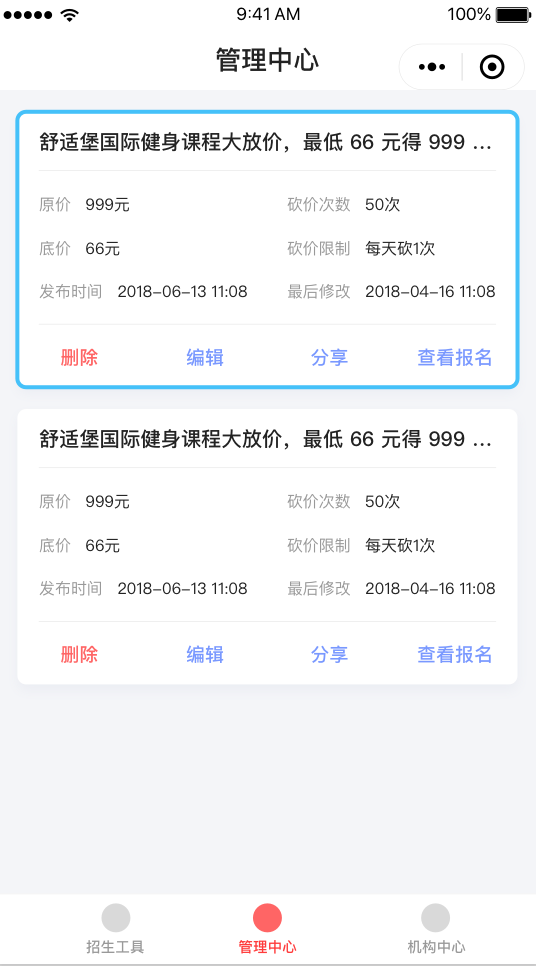 9:41 AM 100%
管理中心
舒适堡国际健身课程大放价，最低 66 元得 999 ...
原价 999元 砍价次数 50次
底价 66元 砍价限制 每天砍1次
发布时间 2018-06-13 11:08 最后修改 2018-04-16 11:08
删除 编辑 分享 查看报名
舒适堡国际健身课程大放价，最低 66 元得 999 ...
原价 999元 砍价次数 50次
底价 66元 砍价限制 每天砍1次
发布时间 2018-06-13 11:08 最后修改 2018-04-16 11:08
删除 编辑 分享 查看报名
招生工具 管理中心 机构中心